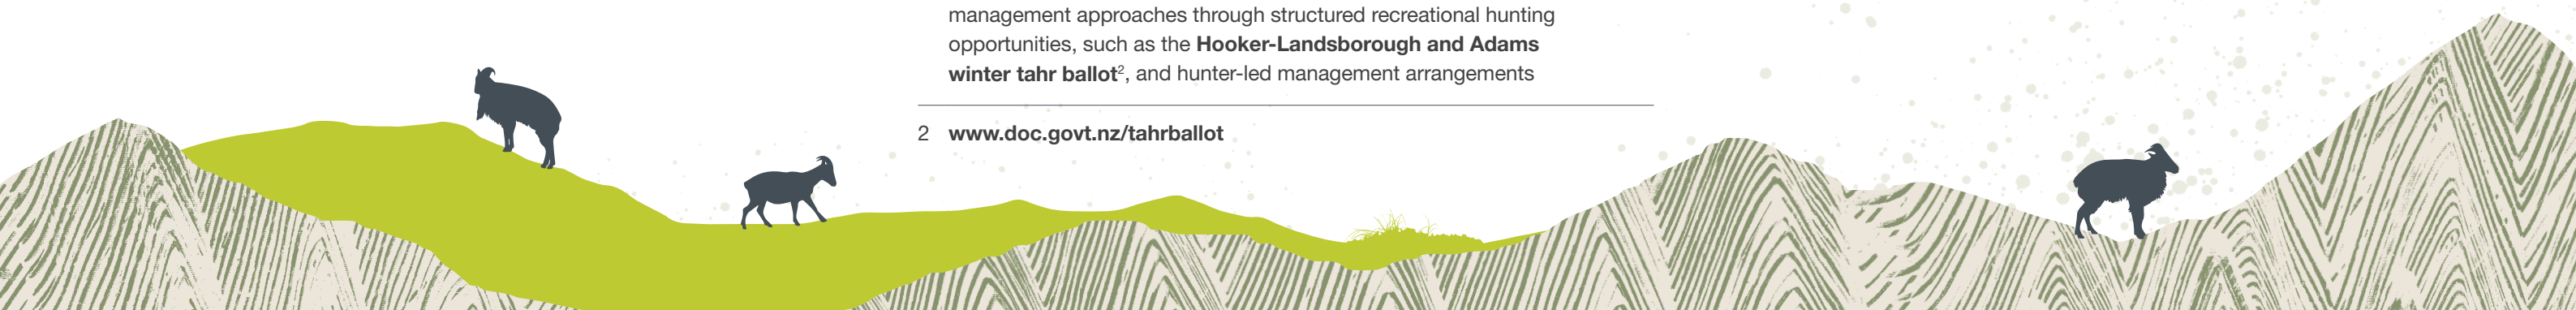 management approaches through structured recreational hunting
opportunities, such as the Hooker-Landsborough and Adams
winter tahr ballot², and hunter-led management arrangements
2 www.doc.govt.nz/tahrballot